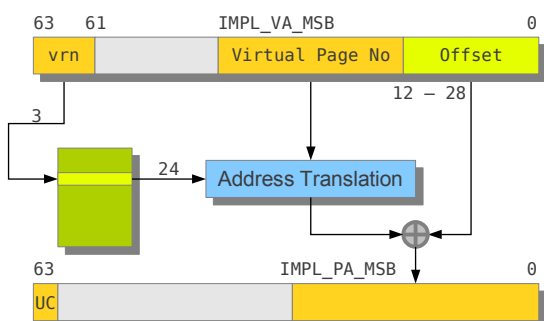 63 61 IMPL_VA_MSB 0
vrn Virtual Page No Offset
12 – 28
3
24 Address Translation
63 IMPL_PA_MSB 0
UC